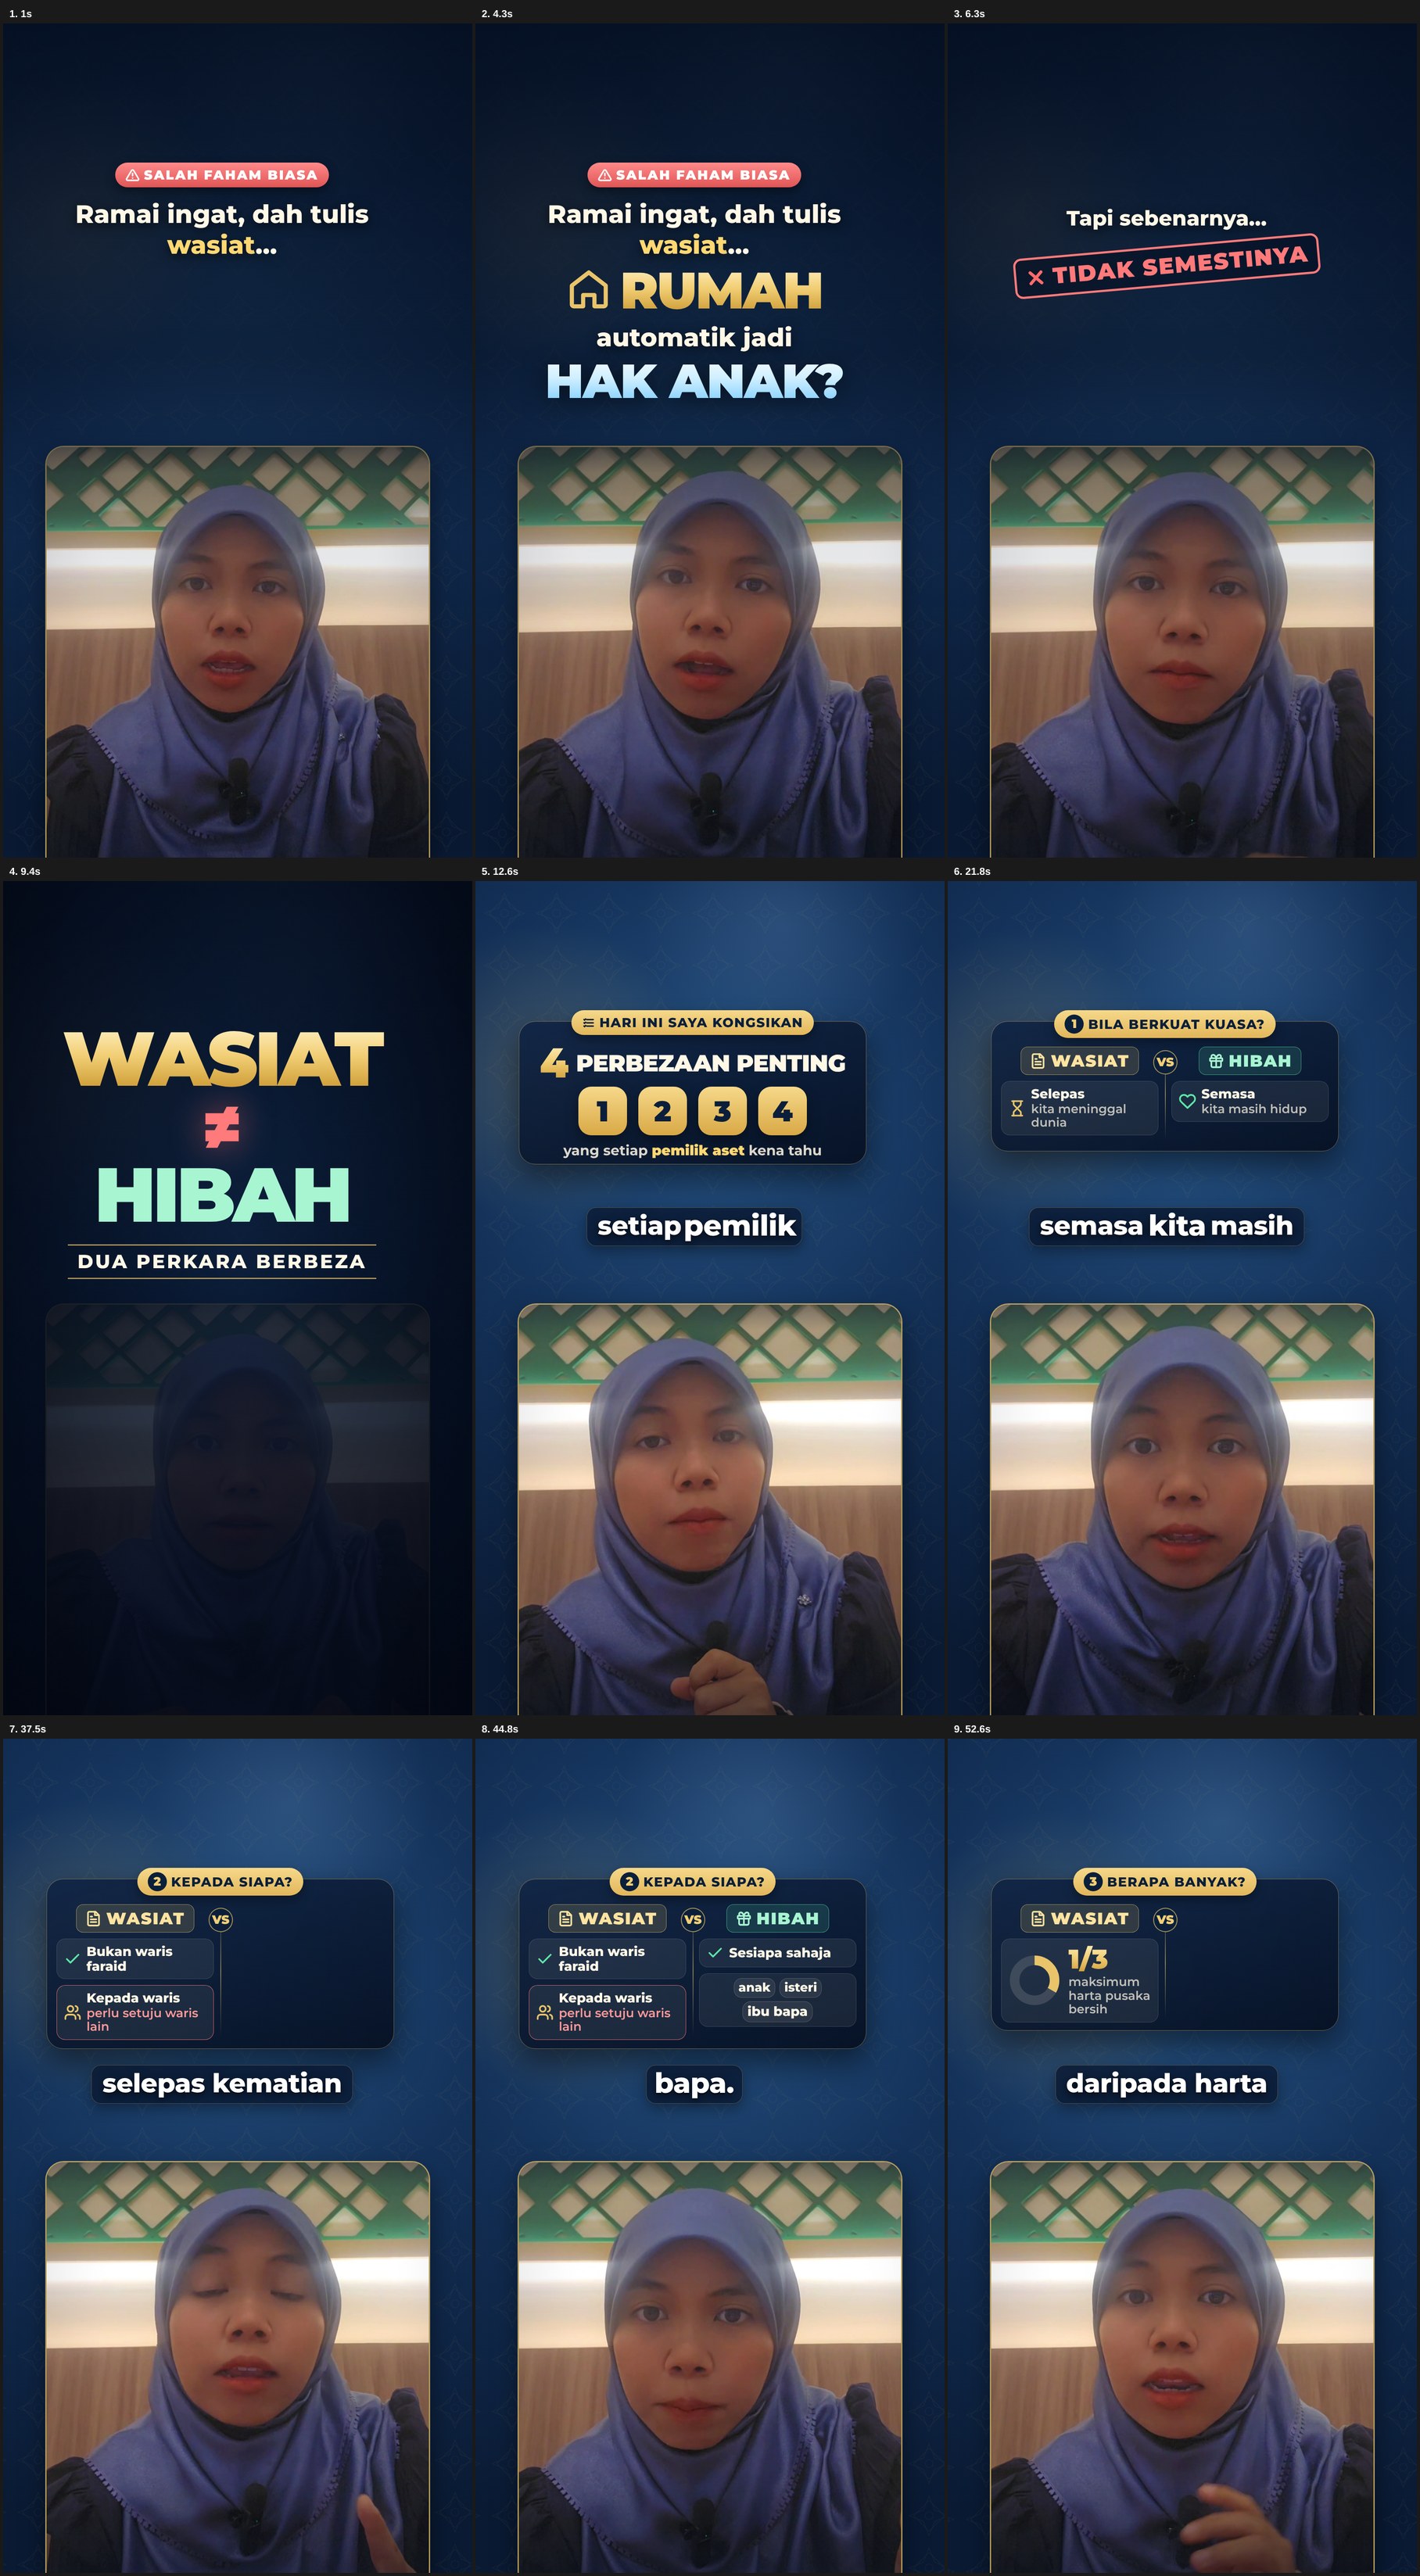 1. 1s
SALAH FAHAM BIASA
Ramai ingat, dah tulis
wasiat...
2. 4.3s
SALAH FAHAM BIASA
Ramai ingat, dah tulis
wasiat...
RUMAH
automatik jadi
HAK ANAK?
3. 6.3s
Tapi sebenarnya...
TIDAK SEMESTINYA
4. 9.4s
WASIAT
≠
HIBAH
DUA PERKARA BERBEZA
5. 12.6s
HARI INI SAYA KONGSIKAN
4 PERBEZAAN PENTING
1 2 3 4
yang setiap pemilik aset kena tahu
setiap pemilik
6. 21.8s
1 BILA BERKUAT KUASA?
WASIAT VS HIBAH
Selepas
kita meninggal
dunia
Semasa
kita masih hidup
semasa kita masih
7. 37.5s
2 KEPADA SIAPA?
WASIAT VS
Bukan waris
faraid
Kepada waris
perlu setuju waris
lain
selepas kematian
8. 44.8s
2 KEPADA SIAPA?
WASIAT VS HIBAH
Bukan waris
faraid
Kepada waris
perlu setuju waris
lain
Sesiapa sahaja
anak isteri
ibu bapa
bapa.
9. 52.6s
3 BERAPA BANYAK?
WASIAT VS
1/3
maksimum
harta pusaka
bersih
daripada harta